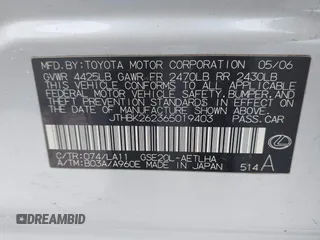 MFD.BY:TOYOTA MOTOR CORPORATION 05/06
GVWR 4425LB GAWR FR 2470LB RR 2430LB
THIS VEHICLE CONFORMS TO ALL APPLICABLE
FEDERAL MOTOR VEHICLE SAFETY, BUMPER, AND
THEFT PREVENTION STANDARDS IN EFFECT ON
THE DATE OF MANUFACTURE SHOWN ABOVE.
JTHBK262365019403 PASS.CAR
C/TR:074/LA11 GSE20L-AETLHA
A/TM:B03A/A960E MADE IN JAPAN 514 A
AUTOBIDMASTER